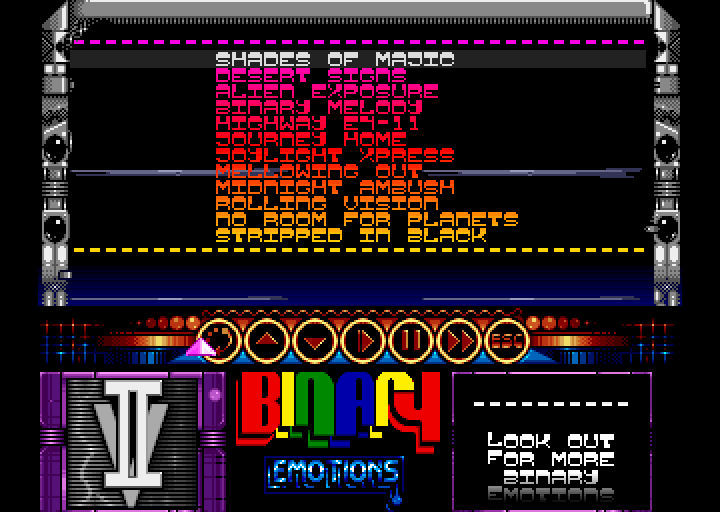 SHADES OF MAJIC
DESERT SIGNS
ALIEN EXPOSURE
BINARY MELODY
HIGHWAY E4-11
JOURNEY HOME
JOYLIGHT XPRESS
MELLOWING OUT
MIDNIGHT AMBUSH
ROLLING VISION
NO ROOM FOR PLANETS
STRIPPED IN BLACK
ESC
II
BINARY
EMOTIONS
----------
LOOK OUT
FOR MORE
BINARY
EMOTIONS